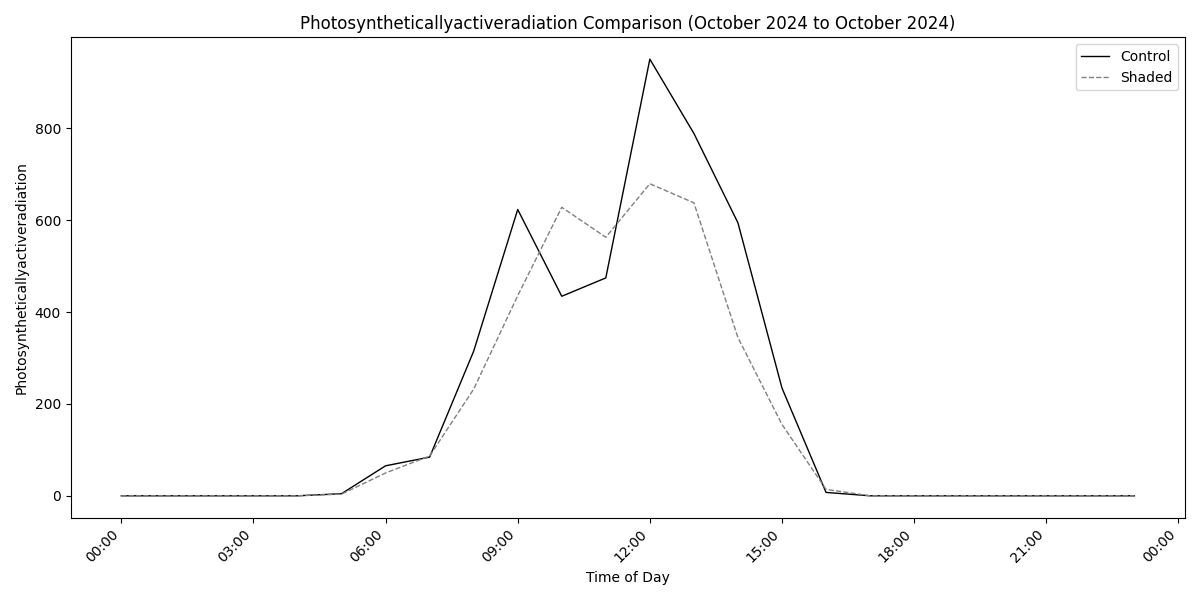 Photosyntheticallyactiveradiation Comparison (October 2024 to October 2024)
Control
Shaded
Photosyntheticallyactiveradiation
800
600
400
200
0
00:00
03:00
06:00
09:00
12:00
15:00
18:00
21:00
00:00
Time of Day